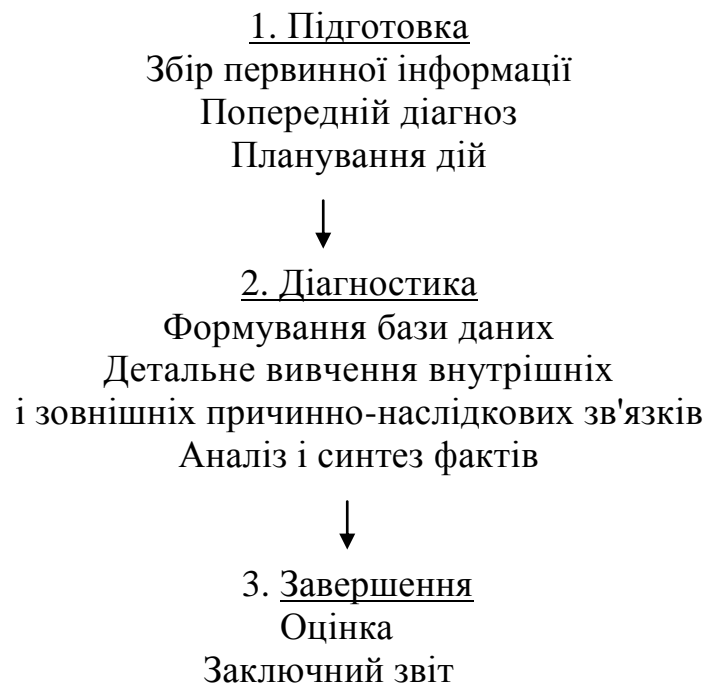 1. Підготовка
Збір первинної інформації
Попередній діагноз
Планування дій
2. Діагностика
Формування бази даних
Детальне вивчення внутрішніх
і зовнішніх причинно-наслідкових зв'язків
Аналіз і синтез фактів
3. Завершення
Оцінка
Заключний звіт